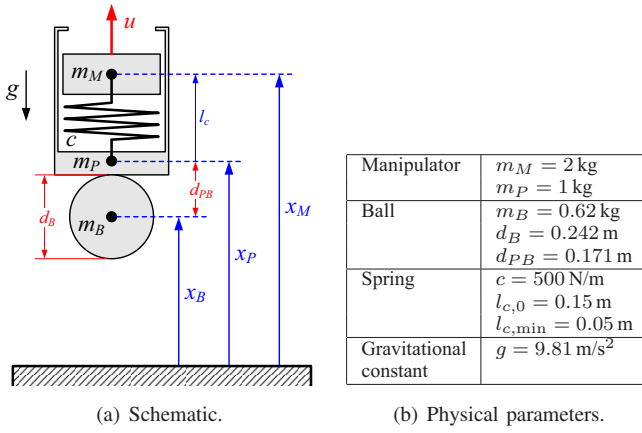 u
m_M
g
l_c
c
m_P
d_PB
d_B
m_B
x_M
x_P
x_B
(a) Schematic.
Manipulator m_M = 2 kg
m_P = 1 kg
Ball m_B = 0.62 kg
d_B = 0.242 m
d_PB = 0.171 m
Spring c = 500 N/m
l_c,0 = 0.15 m
l_c,min = 0.05 m
Gravitational g = 9.81 m/s²
constant
(b) Physical parameters.